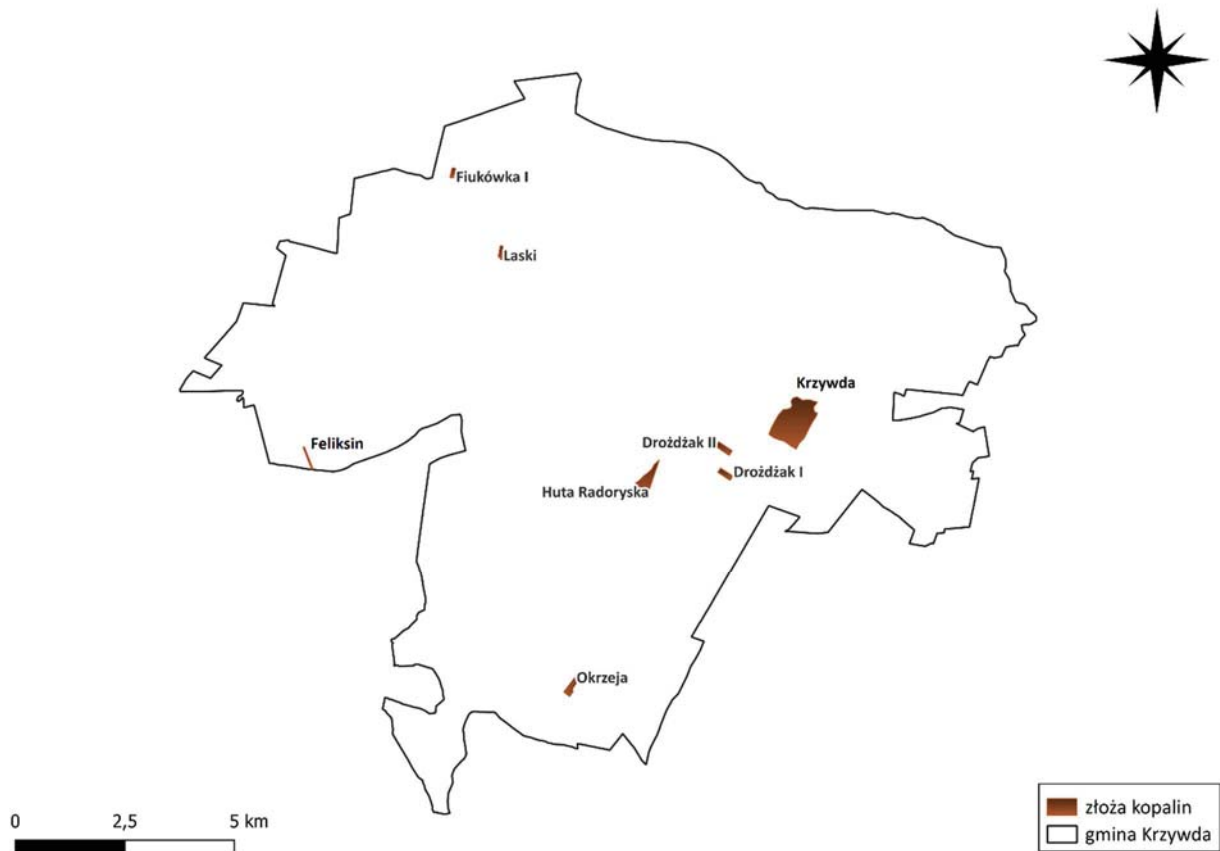 Fiukówka I
Laski
Krzywda
Feliksin
Drożdżak II
Drożdżak I
Huta Radoryska
Okrzeja
0 2,5 5 km
złoża kopalin
gmina Krzywda